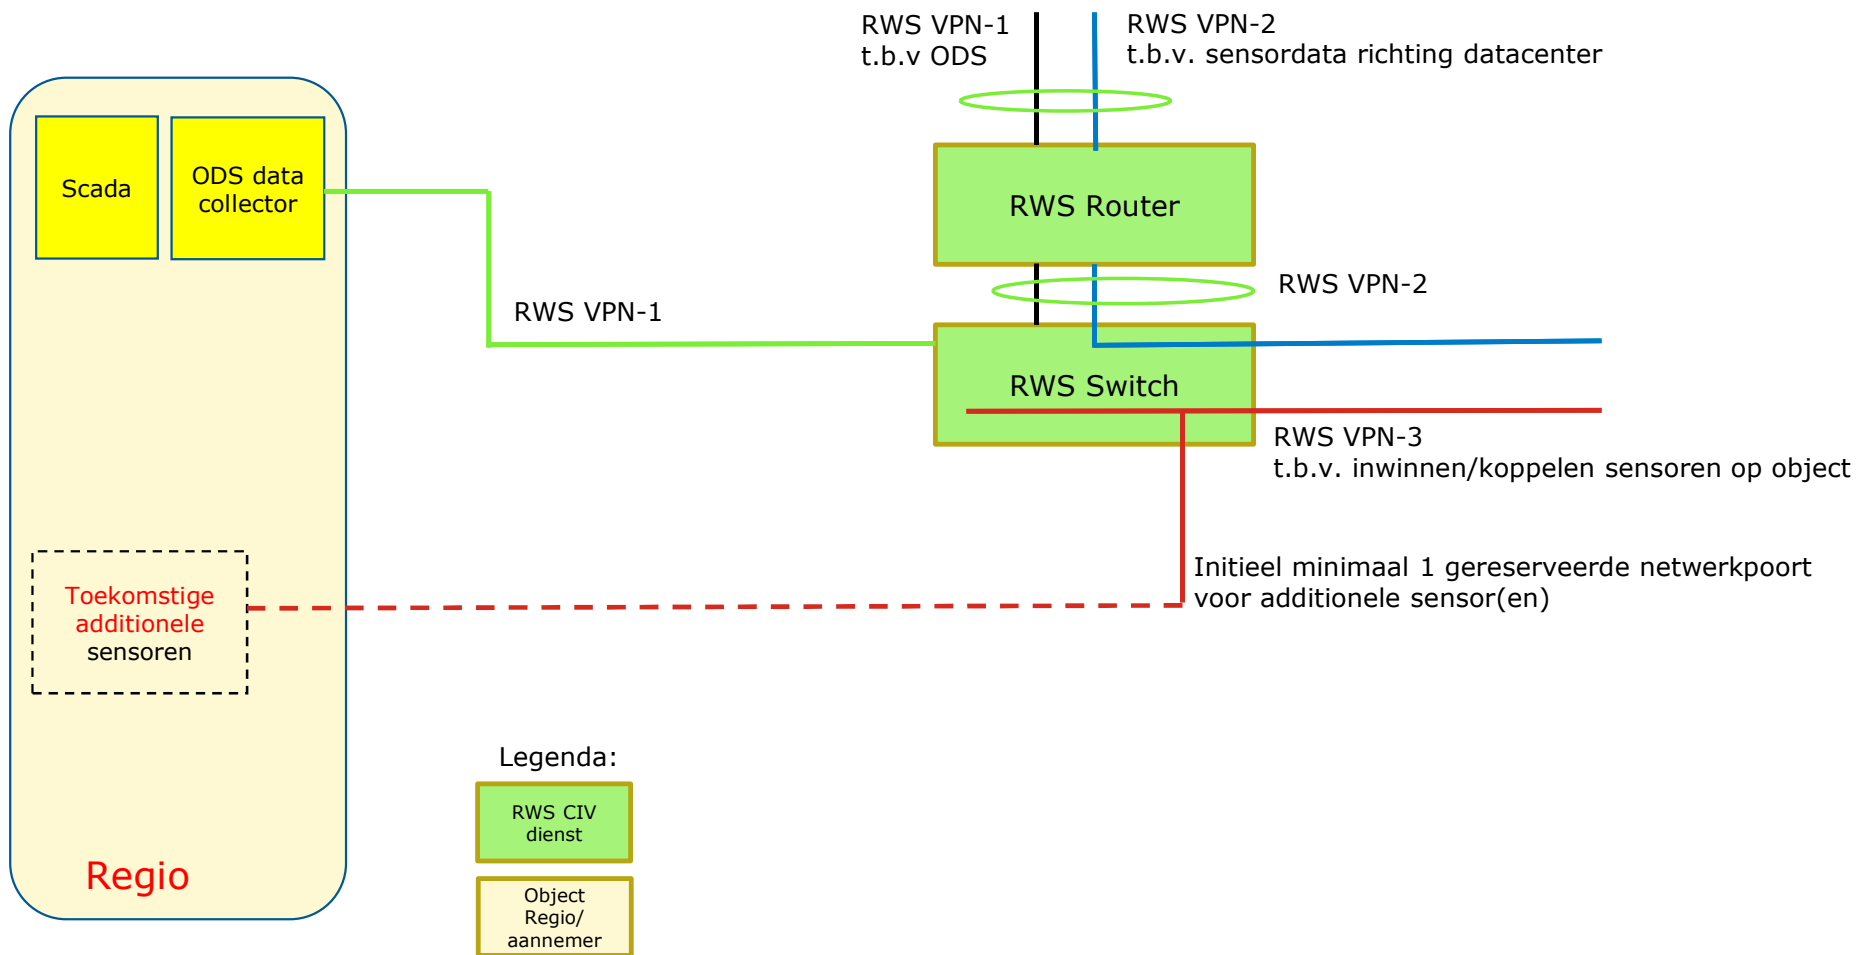 RWS VPN-1
t.b.v ODS
RWS VPN-2
t.b.v. sensordata richting datacenter
Scada
ODS data
collector
RWS Router
RWS VPN-2
RWS VPN-1
RWS Switch
RWS VPN-3
t.b.v. inwinnen/koppelen sensoren op object
Initieel minimaal 1 gereserveerde netwerkpoort
voor additionele sensor(en)
Toekomstige
additionele
sensoren
Regio
Legenda:
RWS CIV
dienst
Object
Regio/
aannemer